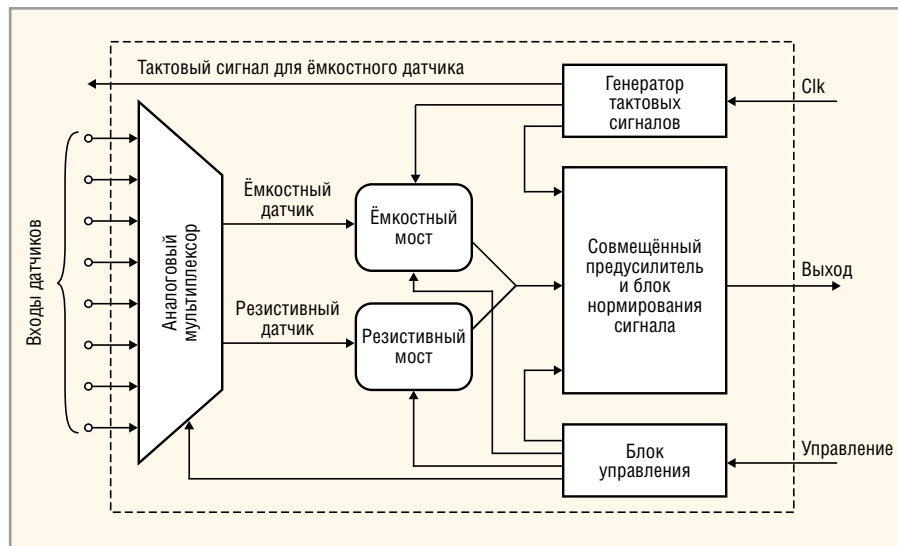 Тактовый сигнал для ёмкостного датчика
Генератор
тактовых
сигналов
Clk
Входы датчиков
Аналоговый
мультиплексор
Ёмкостный
датчик
Ёмкостный
мост
Резистивный
датчик
Резистивный
мост
Совмещённый
предусилитель
и блок
нормирования
сигнала
Выход
Блок
управления
Управление